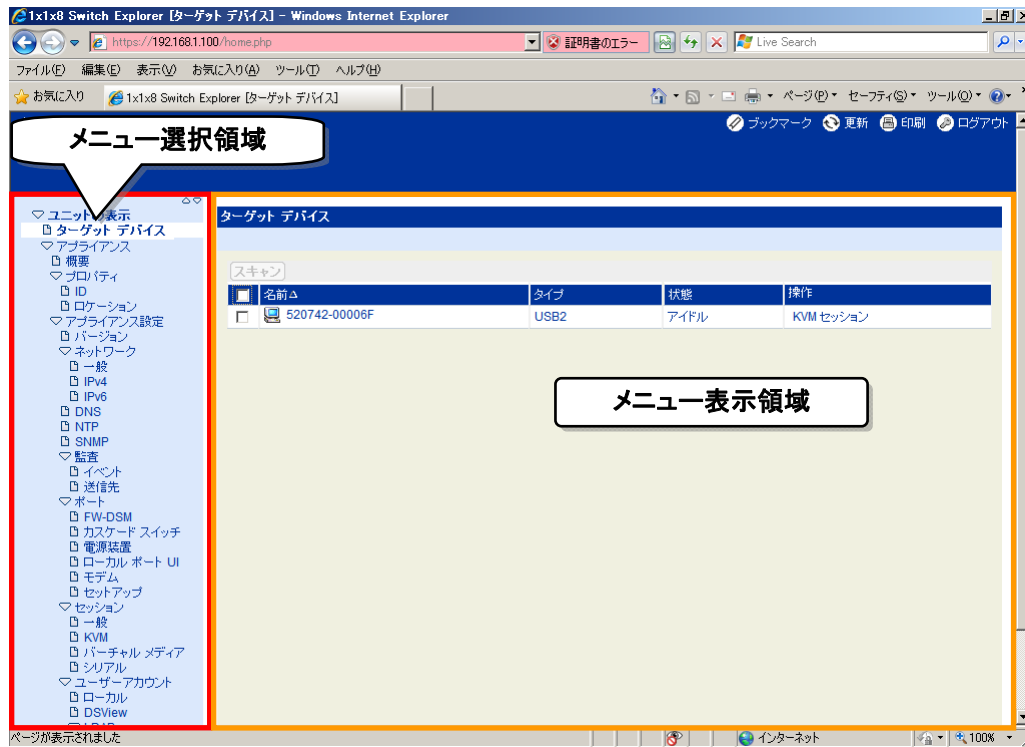 1x1x8 Switch Explorer [ターゲット デバイス] - Windows Internet Explorer
https://192.168.1.100/home.php
証明書のエラー
Live Search
ファイル(F) 編集(E) 表示(V) お気に入り(A) ツール(T) ヘルプ(H)
お気に入り
1x1x8 Switch Explorer [ターゲット デバイス]
ページ(P) セーフティ(S) ツール(O)
ブックマーク 更新 印刷 ログアウト
メニュー選択領域
ユニットの表示
ターゲット デバイス
アプライアンス
概要
プロパティ
ID
ロケーション
アプライアンス設定
バージョン
ネットワーク
一般
IPv4
IPv6
DNS
NTP
SNMP
監査
イベント
送信先
ポート
FW-DSM
カスケード スイッチ
電源装置
ローカル ポート UI
モデム
セットアップ
セッション
一般
KVM
バーチャル メディア
シリアル
ユーザーアカウント
ローカル
DSView
ターゲット デバイス
スキャン
名前 タイプ 状態 操作
520742-00006F USB2 アイドル KVM セッション
メニュー表示領域
ページが表示されました
インターネット
100%